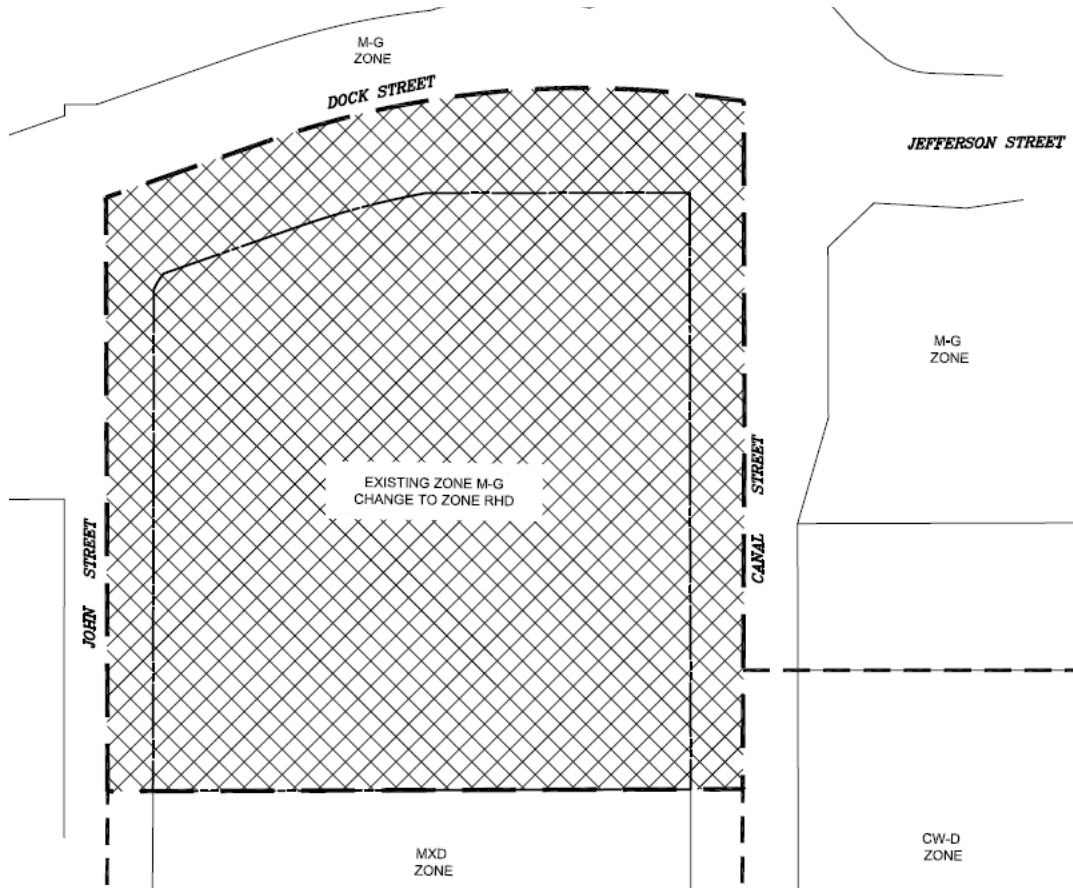 M-G
ZONE
DOCK STREET
JEFFERSON STREET
M-G
ZONE
EXISTING ZONE M-G
CHANGE TO ZONE RHD
JOHN STREET
CANAL STREET
MXD
ZONE
CW-D
ZONE